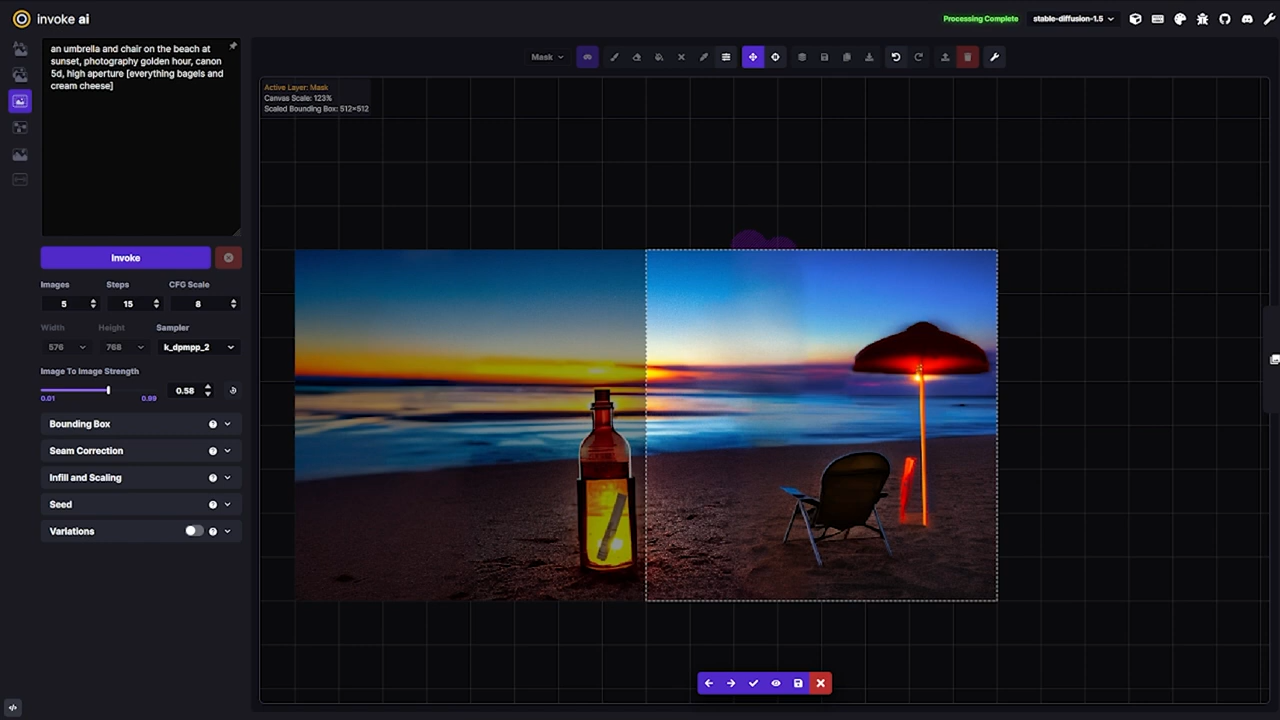 invoke ai
Processing Complete
stable-diffusion-1.5
an umbrella and chair on the beach at
sunset, photography golden hour, canon
5d, high aperture [everything bagels and
cream cheese]
Mask
Active Layer: Mask
Canvas Scale: 123%
Scaled Bounding Box: 512×512
Invoke
Images
Steps
CFG Scale
5
15
8
Width
Height
Sampler
576
768
k_dpmpp_2
Image To Image Strength
0.58
0.01
0.99
Bounding Box
Seam Correction
Infill and Scaling
Seed
Variations